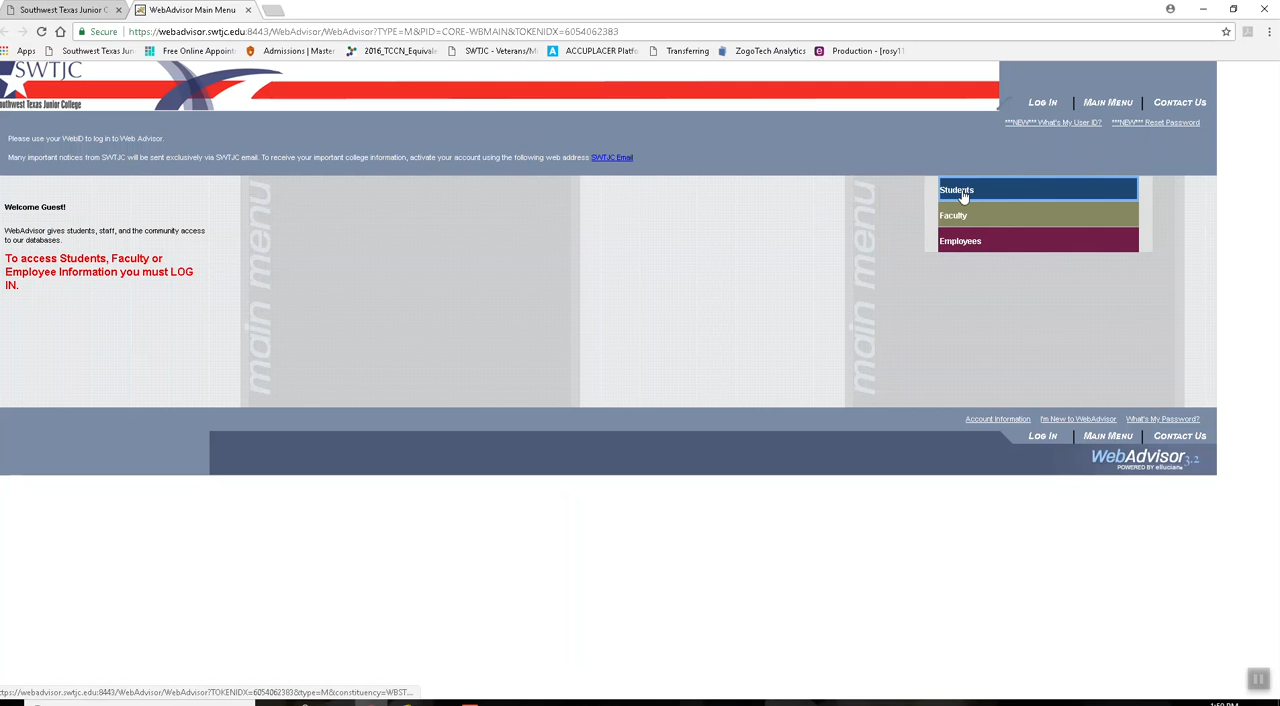 Southwest Texas Junior C
WebAdvisor Main Menu
Secure
https://webadvisor.swtjc.edu:8443/WebAdvisor/WebAdvisor?TYPE=M&PID=CORE-WBMAIN&TOKENIDX=6054062383
Apps
Southwest Texas Jun
Free Online Appoint
Admissions | Master
2016_TCCN_Equivale
SWTJC - Veterans/M
ACCUPLACER Platfo
Transferring
ZogoTech Analytics
Production - [rosy11
SWTJC
outhwest Texas Junior College
LOG IN
MAIN MENU
CONTACT US
***NEW*** What's My User ID?
***NEW*** Reset Password
Please use your WebID to log in to Web Advisor.
Many important notices from SWTJC will be sent exclusively via SWTJC email. To receive your important college information, activate your account using the following web address SWTJC Email
Welcome Guest!
WebAdvisor gives students, staff, and the community access
to our databases.
To access Students, Faculty or
Employee Information you must LOG
IN.
main menu
main menu
Students
Faculty
Employees
Account Information
I'm New to WebAdvisor
What's My Password?
LOG IN
MAIN MENU
CONTACT US
WebAdvisor 3.2
POWERED BY ellucian
ttps://webadvisor.swtjc.edu:8443/WebAdvisor/WebAdvisor?TOKENIDX=6054062383&type=M&constituency=WBST...